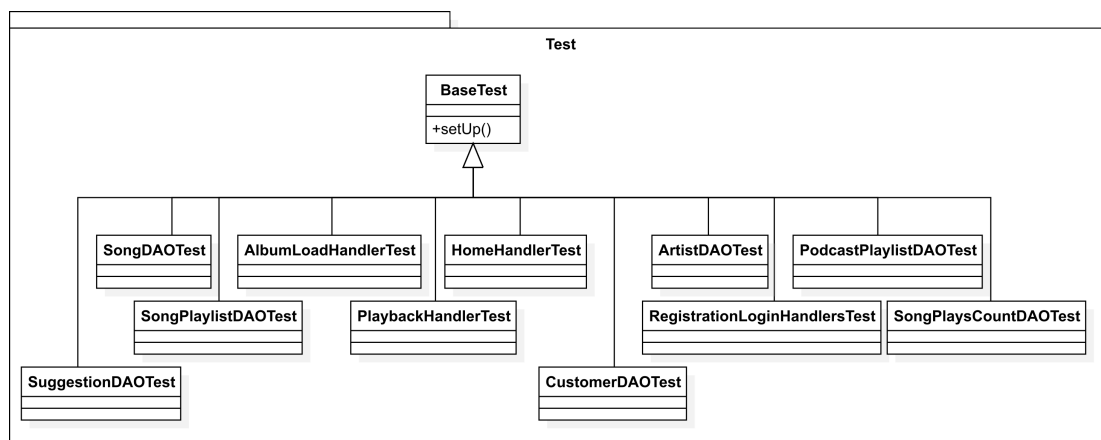 Test
BaseTest
+setUp()
SongDAOTest
AlbumLoadHandlerTest
HomeHandlerTest
ArtistDAOTest
PodcastPlaylistDAOTest
SongPlaylistDAOTest
PlaybackHandlerTest
RegistrationLoginHandlersTest
SongPlaysCountDAOTest
SuggestionDAOTest
CustomerDAOTest